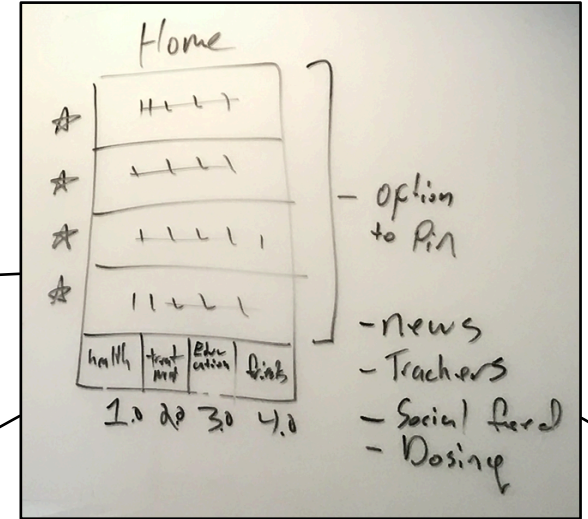 Home
- option
to Pin
health treat ment Edu cation
1.0 2.0 3.0 4.0
- news
- Trackers
- Social feed
- Dosing